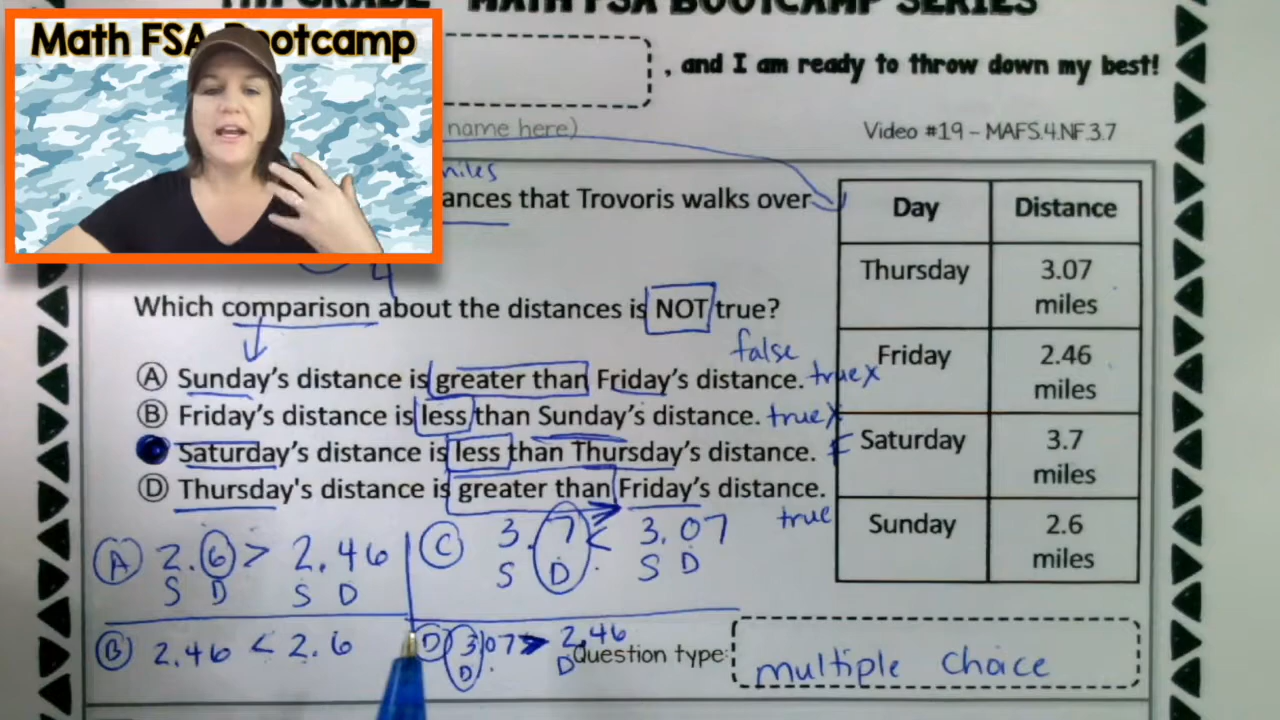 MATH FSA BOOTCAMP SERIES
Math FSA Bootcamp
, and I am ready to throw down my best!
name here)
Video #19 – MAFS.4.NF.3.7
miles
ances that Trovoris walks over
4
Which comparison about the distances is NOT true?
false
A Sunday's distance is greater than Friday's distance. true x
B Friday's distance is less than Sunday's distance. true x
Saturday's distance is less than Thursday's distance. F
D Thursday's distance is greater than Friday's distance.
true
Day Distance
Thursday 3.07 miles
Friday 2.46 miles
Saturday 3.7 miles
Sunday 2.6 miles
A 2.6 > 2.46
S D S D
C 3.7 < 3.07
S D S D
B 2.46 < 2.6
D 3.07 > 2.46
D D
Question type: multiple choice